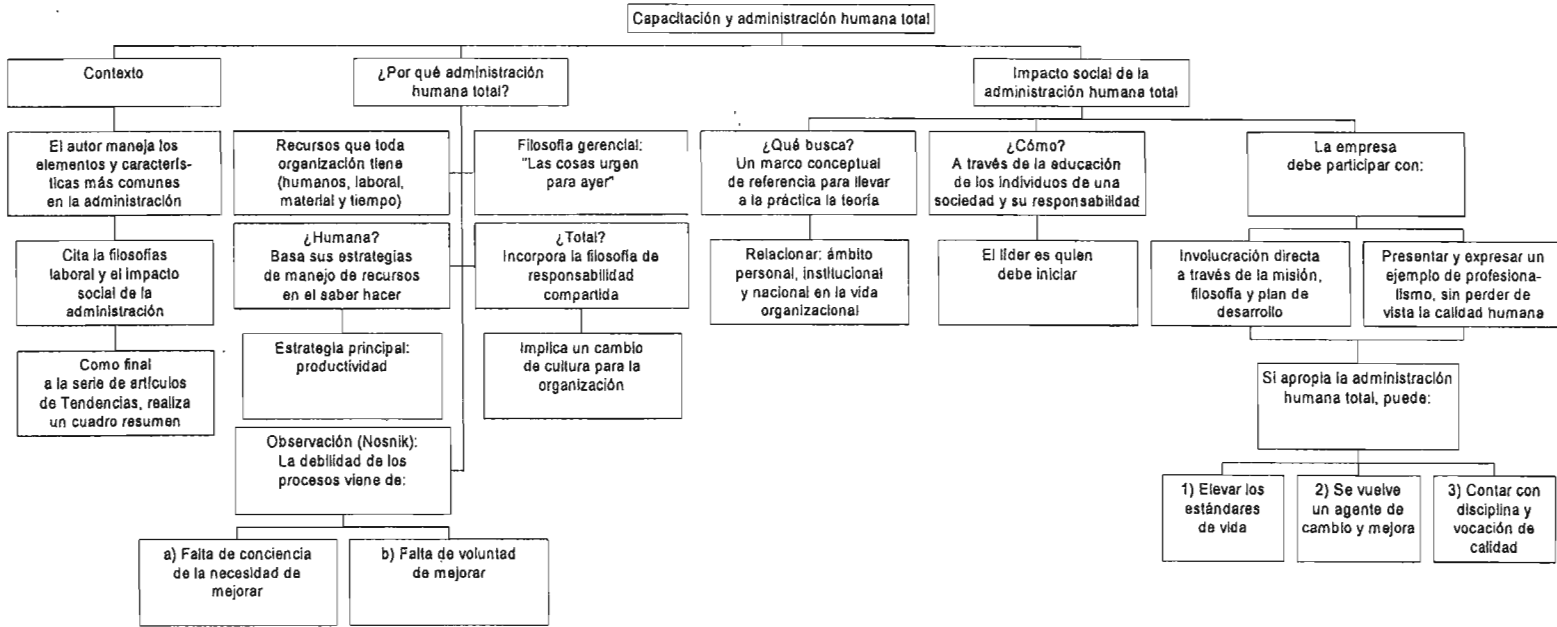 Capacitación y administración humana total
Contexto
¿Por qué administración
humana total?
Impacto social de la
administración humana total
El autor maneja los
elementos y caracterís-
ticas más comunes
en la administración
Cita la filosofías
laboral y el impacto
social de la
administración
Como final
a la serie de artículos
de Tendencias, realiza
un cuadro resumen
Recursos que toda
organización tiene
(humanos, laboral,
material y tiempo)
Filosofía gerencial:
"Las cosas urgen
para ayer"
¿Humana?
Basa sus estrategias
de manejo de recursos
en el saber hacer
¿Total?
Incorpora la filosofía de
responsabilidad
compartida
Estrategia principal:
productividad
Implica un cambio
de cultura para la
organización
Observación (Nosnik):
La debilidad de los
procesos viene de:
a) Falta de conciencia
de la necesidad de
mejorar
b) Falta de voluntad
de mejorar
¿Qué busca?
Un marco conceptual
de referencia para llevar
a la práctica la teoría
Relacionar: ámbito
personal, institucional
y nacional en la vida
organizacional
¿Cómo?
A través de la educación
de los individuos de una
sociedad y su responsabilidad
El líder es quien
debe iniciar
La empresa
debe participar con:
Involucración directa
a través de la misión,
filosofía y plan de
desarrollo
Presentar y expresar un
ejemplo de profesiona-
lismo, sin perder de
vista la calidad humana
Si apropia la administración
humana total, puede:
1) Elevar los
estándares
de vida
2) Se vuelve
un agente de
cambio y mejora
3) Contar con
disciplina y
vocación de
calidad